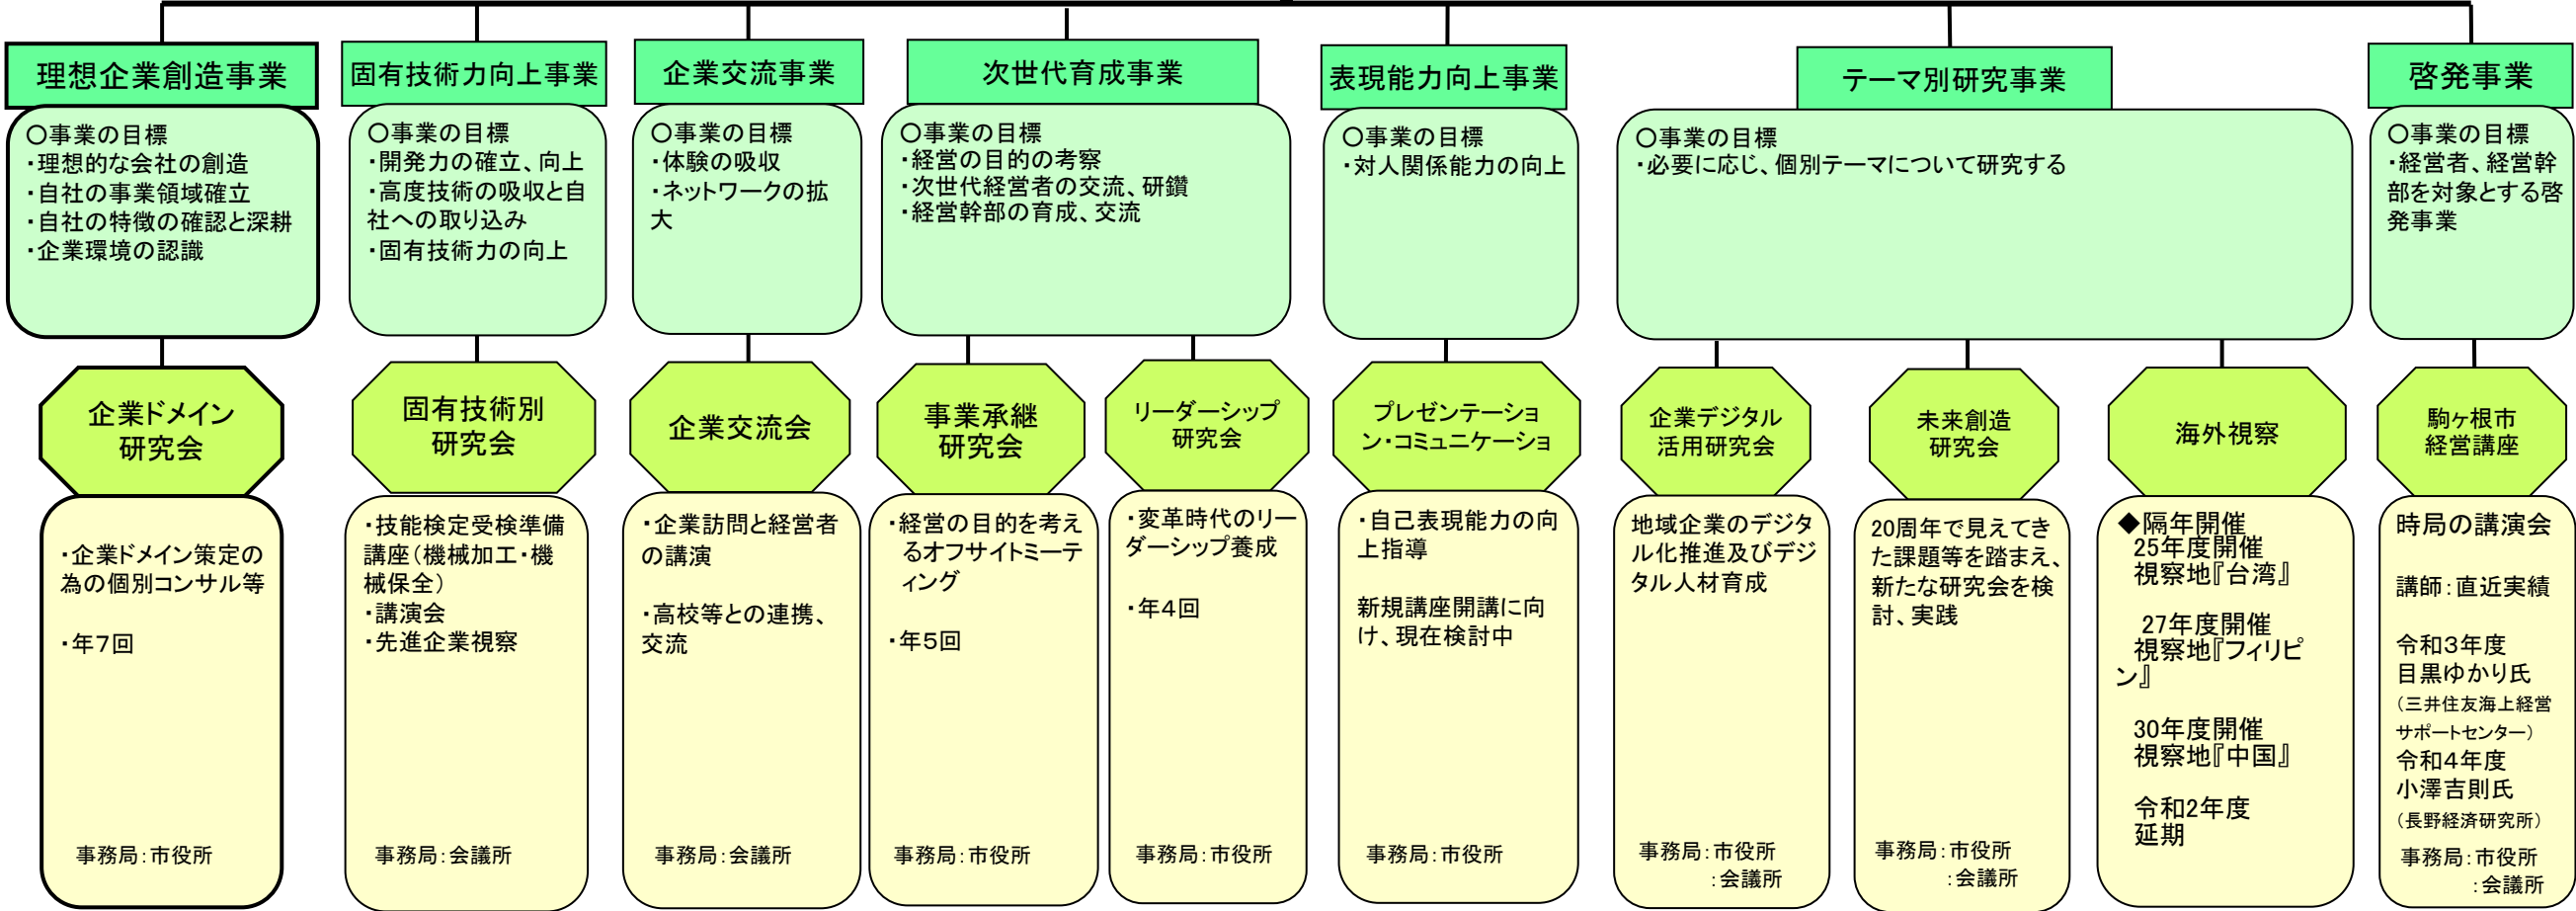 理想企業創造事業
〇事業の目標
・理想的な会社の創造
・自社の事業領域確立
・自社の特徴の確認と深耕
・企業環境の認識
企業ドメイン
研究会
・企業ドメイン策定の
為の個別コンサル等
・年7回
事務局:市役所
固有技術力向上事業
〇事業の目標
・開発力の確立、向上
・高度技術の吸収と自
社への取り込み
・固有技術力の向上
固有技術別
研究会
・技能検定受検準備
講座(機械加工・機
械保全)
・講演会
・先進企業視察
事務局:会議所
企業交流事業
〇事業の目標
・体験の吸収
・ネットワークの拡
大
企業交流会
・企業訪問と経営者
の講演
・高校等との連携、
交流
事務局:会議所
次世代育成事業
〇事業の目標
・経営の目的の考察
・次世代経営者の交流、研鑽
・経営幹部の育成、交流
事業承継
研究会
・経営の目的を考え
るオフサイトミーテ
ィング
・年5回
事務局:市役所
リーダーシップ
研究会
・変革時代のリー
ダーシップ養成
・年4回
事務局:市役所
表現能力向上事業
〇事業の目標
・対人関係能力の向上
プレゼンテーショ
ン・コミュニケーショ
・自己表現能力の向
上指導
新規講座開講に向
け、現在検討中
事務局:市役所
テーマ別研究事業
〇事業の目標
・必要に応じ、個別テーマについて研究する
企業デジタル
活用研究会
地域企業のデジタ
ル化推進及びデジ
タル人材育成
事務局:市役所
:会議所
未来創造
研究会
20周年で見えてき
た課題等を踏まえ、
新たな研究会を検
討、実践
事務局:市役所
:会議所
海外視察
◆隔年開催
25年度開催
視察地『台湾』
27年度開催
視察地『フィリピ
ン』
30年度開催
視察地『中国』
令和2年度
延期
啓発事業
〇事業の目標
・経営者、経営幹
部を対象とする啓
発事業
駒ヶ根市
経営講座
時局の講演会
講師:直近実績
令和3年度
目黒ゆかり氏
(三井住友海上経営
サポートセンター)
令和4年度
小澤吉則氏
(長野経済研究所)
事務局:市役所
:会議所